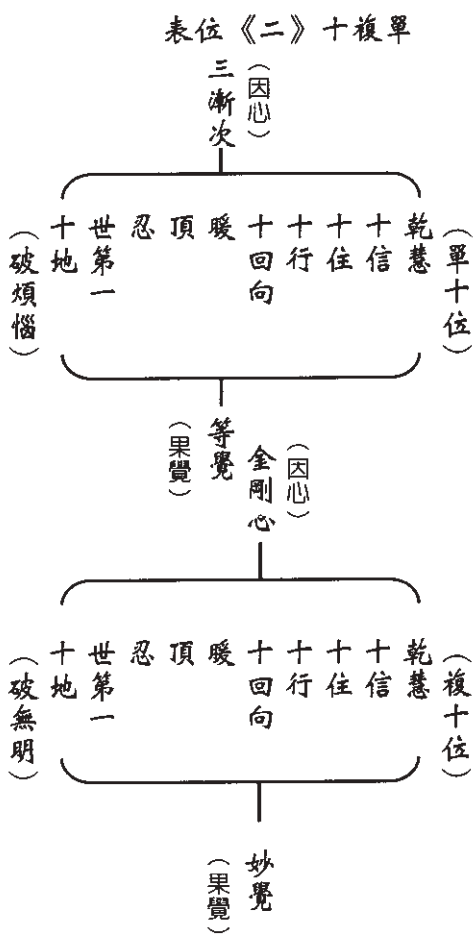 單複十《二》位表
（因心）
三漸次
（單十位）
乾慧
十信
十住
十行
十回向
暖
頂
忍
世第一
十地
（破煩惱）
等覺
（果覺）
（因心）
金剛心
（複十位）
乾慧
十信
十住
十行
十回向
暖
頂
忍
世第一
十地
（破無明）
妙覺
（果覺）